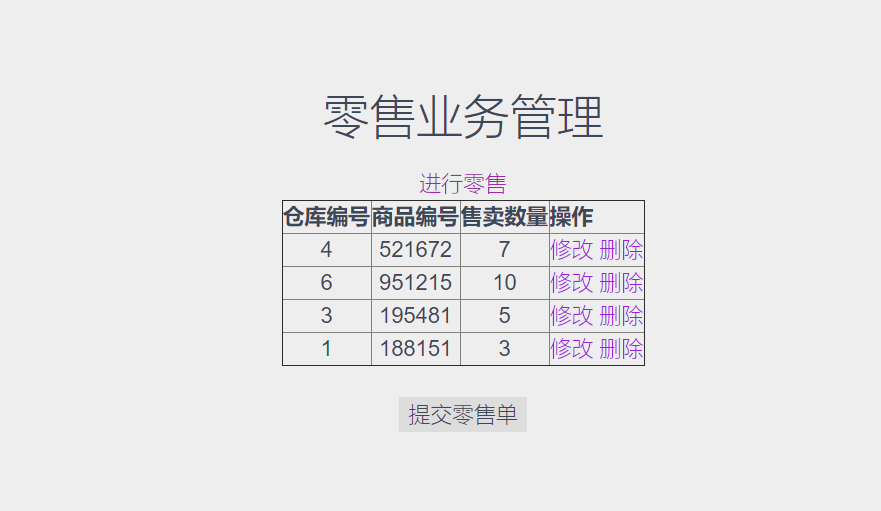 零售业务管理
进行零售
仓库编号 商品编号 售卖数量 操作
4 521672 7 修改 删除
6 951215 10 修改 删除
3 195481 5 修改 删除
1 188151 3 修改 删除
提交零售单